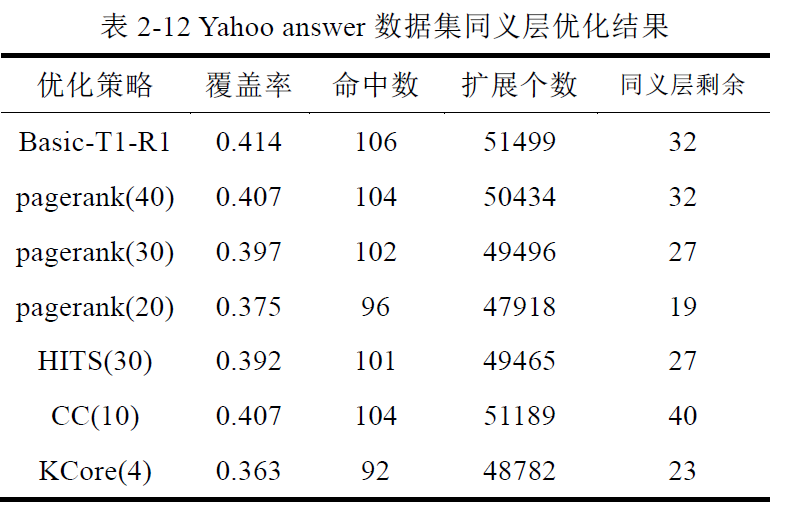 表 2-12 Yahoo answer 数据集同义层优化结果
优化策略 覆盖率 命中数 扩展个数 同义层剩余
Basic-T1-R1 0.414 106 51499 32
pagerank(40) 0.407 104 50434 32
pagerank(30) 0.397 102 49496 27
pagerank(20) 0.375 96 47918 19
HITS(30) 0.392 101 49465 27
CC(10) 0.407 104 51189 40
KCore(4) 0.363 92 48782 23